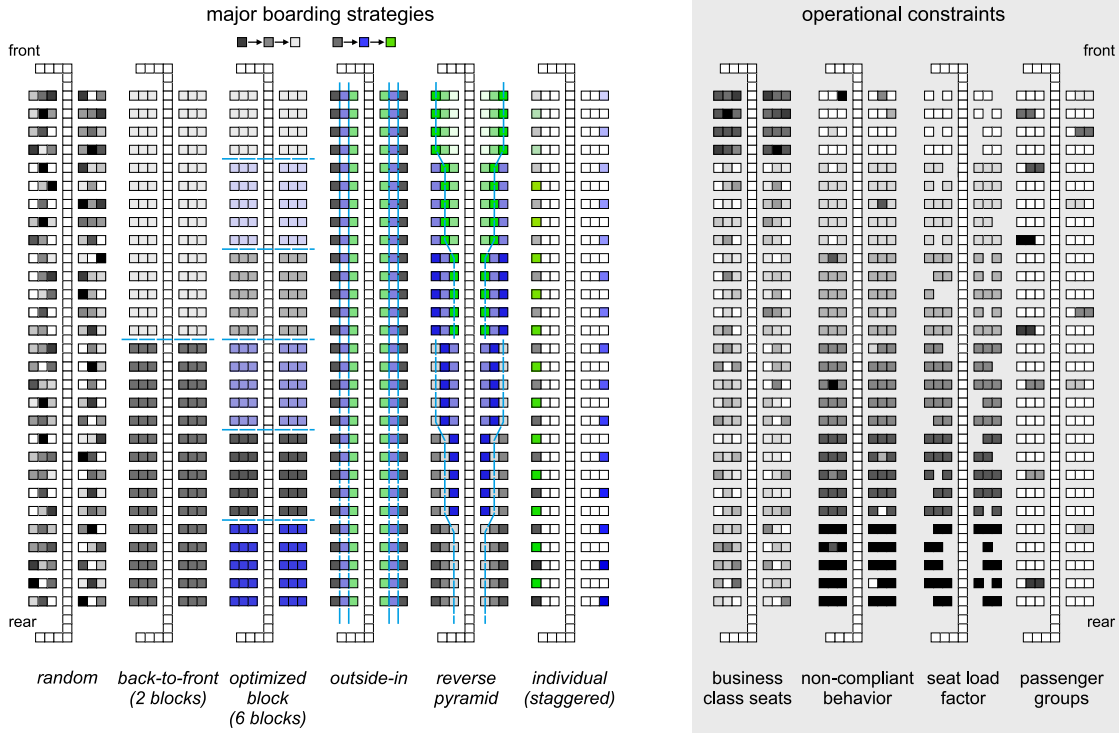 major boarding strategies
operational constraints
front
front
rear
rear
random
back-to-front
(2 blocks)
optimized
block
(6 blocks)
outside-in
reverse
pyramid
individual
(staggered)
business
class seats
non-compliant
behavior
seat load
factor
passenger
groups